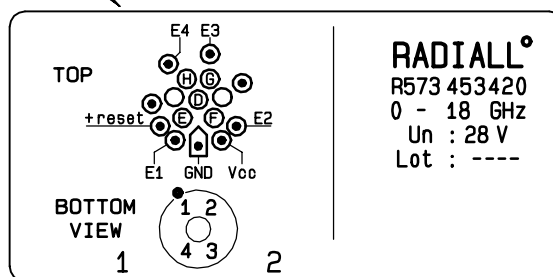 E4 E3
TOP
H G
D
E F
+reset
E2
E1 GND Vcc
BOTTOM
VIEW
1 2
4 3
1 2
RADIALL°
R573 453420
0 - 18 GHz
Un : 28 V
Lot : ----